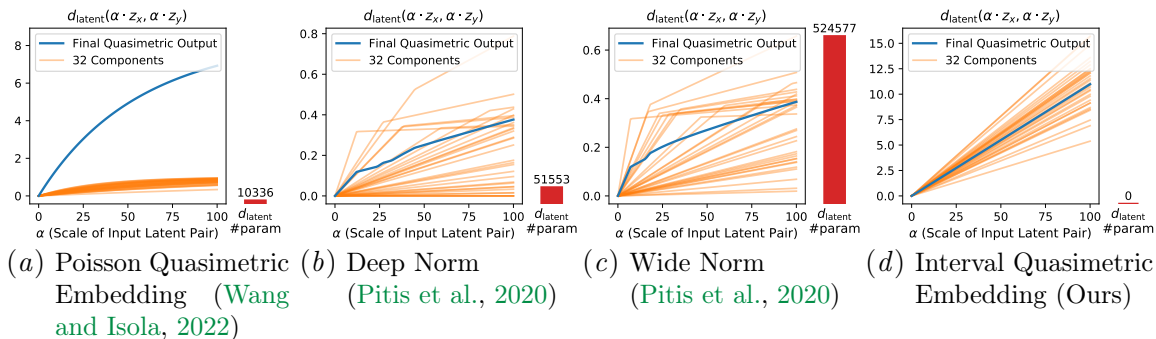 d_latent(α · z_x, α · z_y)
8
6
4
2
0
Final Quasimetric Output
32 Components
0 25 50 75 100
α (Scale of Input Latent Pair)
10336
d_latent
#param
(a) Poisson Quasimetric
Embedding (Wang
and Isola, 2022)
d_latent(α · z_x, α · z_y)
0.8
0.6
0.4
0.2
0.0
Final Quasimetric Output
32 Components
0 25 50 75 100
α (Scale of Input Latent Pair)
51553
d_latent
#param
(b) Deep Norm
(Pitis et al., 2020)
d_latent(α · z_x, α · z_y)
0.6
0.4
0.2
0.0
Final Quasimetric Output
32 Components
0 25 50 75 100
α (Scale of Input Latent Pair)
524577
d_latent
#param
(c) Wide Norm
(Pitis et al., 2020)
d_latent(α · z_x, α · z_y)
15.0
12.5
10.0
7.5
5.0
2.5
0.0
Final Quasimetric Output
32 Components
0 25 50 75 100
α (Scale of Input Latent Pair)
0
d_latent
#param
(d) Interval Quasimetric
Embedding (Ours)